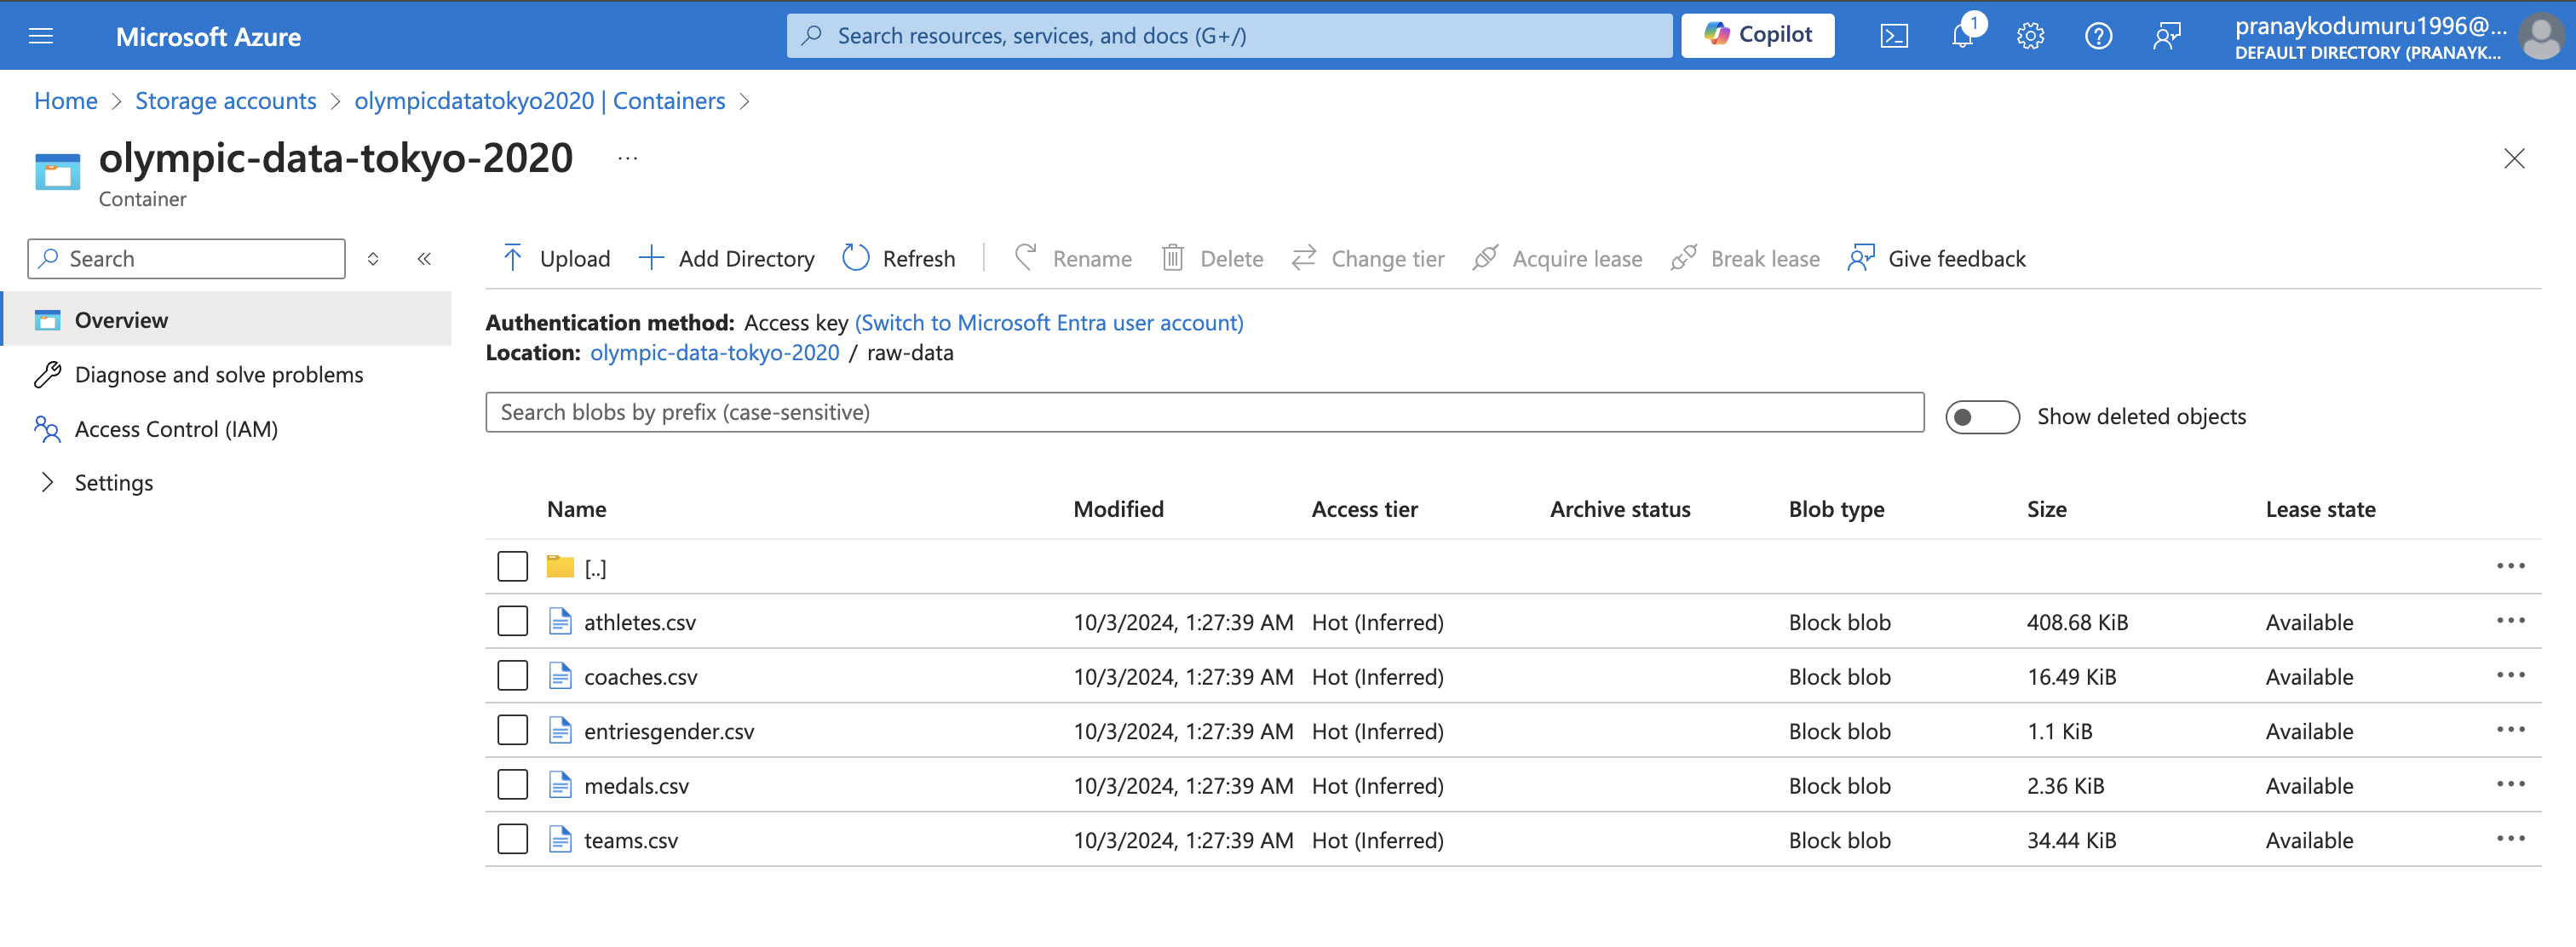 Microsoft Azure
Search resources, services, and docs (G+/)
Copilot
1
pranaykodumuru1996@...
DEFAULT DIRECTORY (PRANAYK...
Home > Storage accounts > olympicdatatokyo2020 | Containers >
olympic-data-tokyo-2020 ...
Container
Search
Upload Add Directory Refresh Rename Delete Change tier Acquire lease Break lease Give feedback
Overview
Diagnose and solve problems
Access Control (IAM)
Settings
Authentication method: Access key (Switch to Microsoft Entra user account)
Location: olympic-data-tokyo-2020 / raw-data
Search blobs by prefix (case-sensitive)
Show deleted objects
Name Modified Access tier Archive status Blob type Size Lease state
[..]
athletes.csv 10/3/2024, 1:27:39 AM Hot (Inferred) Block blob 408.68 KiB Available
coaches.csv 10/3/2024, 1:27:39 AM Hot (Inferred) Block blob 16.49 KiB Available
entriesgender.csv 10/3/2024, 1:27:39 AM Hot (Inferred) Block blob 1.1 KiB Available
medals.csv 10/3/2024, 1:27:39 AM Hot (Inferred) Block blob 2.36 KiB Available
teams.csv 10/3/2024, 1:27:39 AM Hot (Inferred) Block blob 34.44 KiB Available